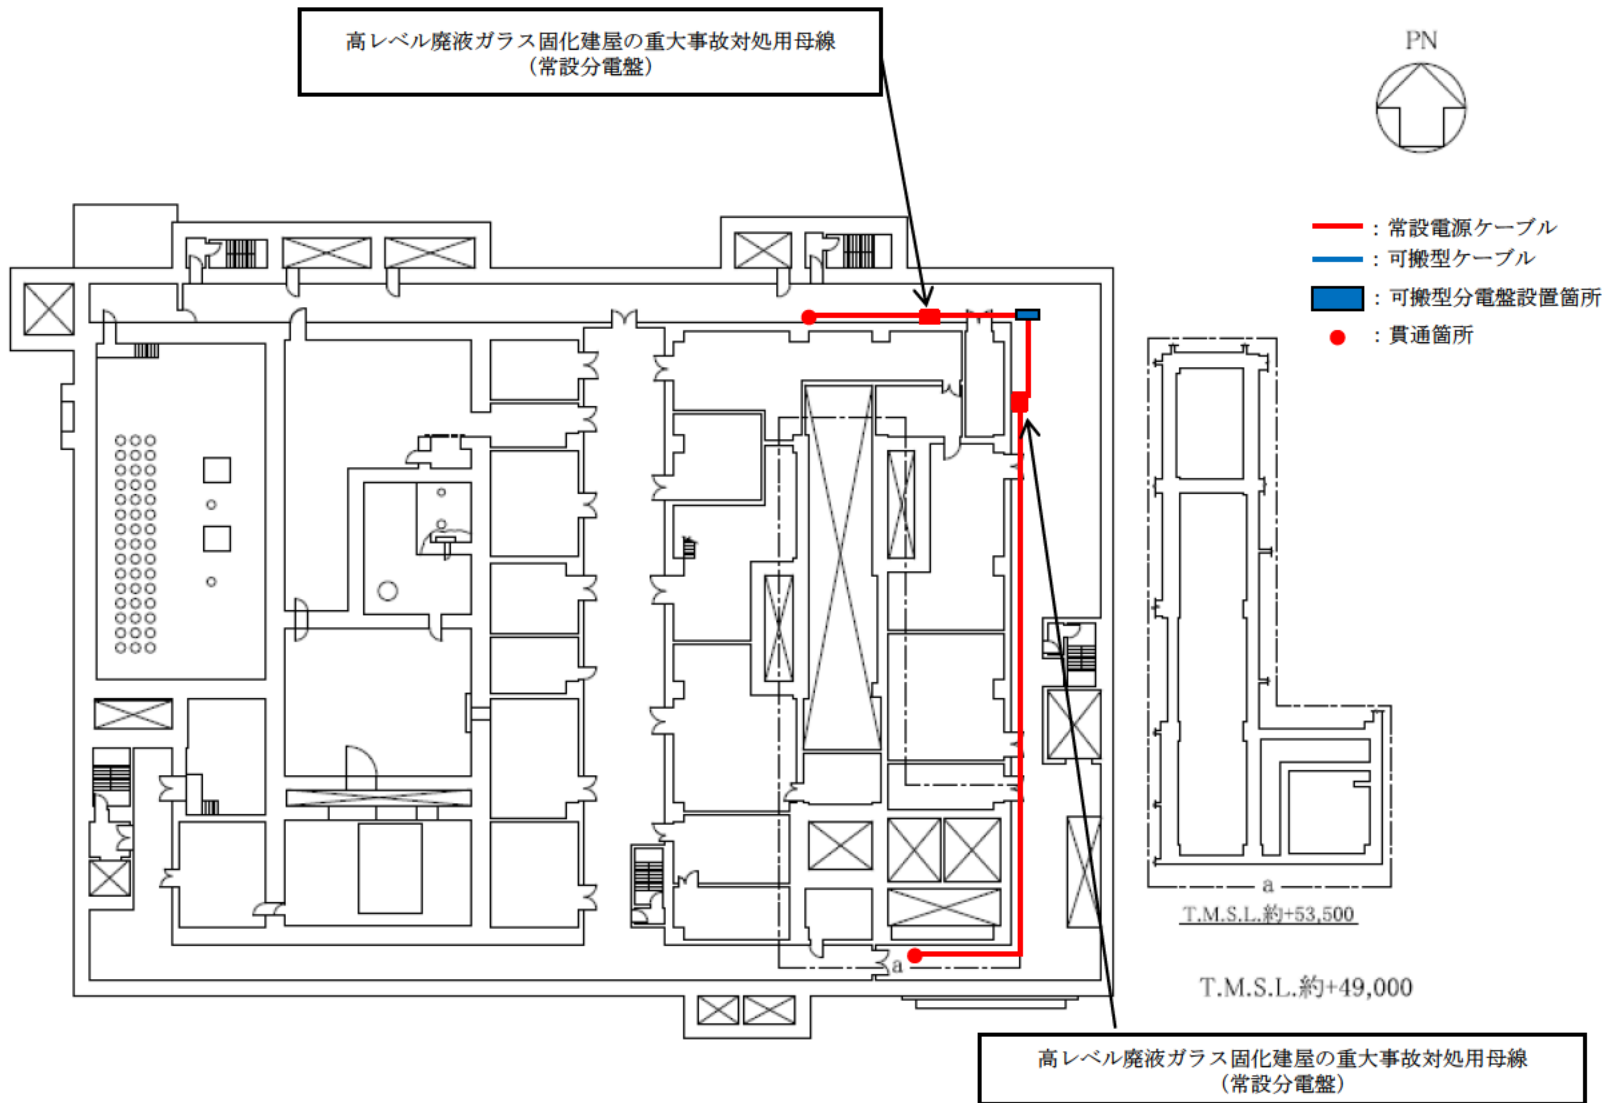 高レベル廃液ガラス固化建屋の重大事故対処用母線
（常設分電盤）
PN
：常設電源ケーブル
：可搬型ケーブル
：可搬型分電盤設置箇所
：貫通箇所
a
a
T.M.S.L.約+53,500
T.M.S.L.約+49,000
高レベル廃液ガラス固化建屋の重大事故対処用母線
（常設分電盤）